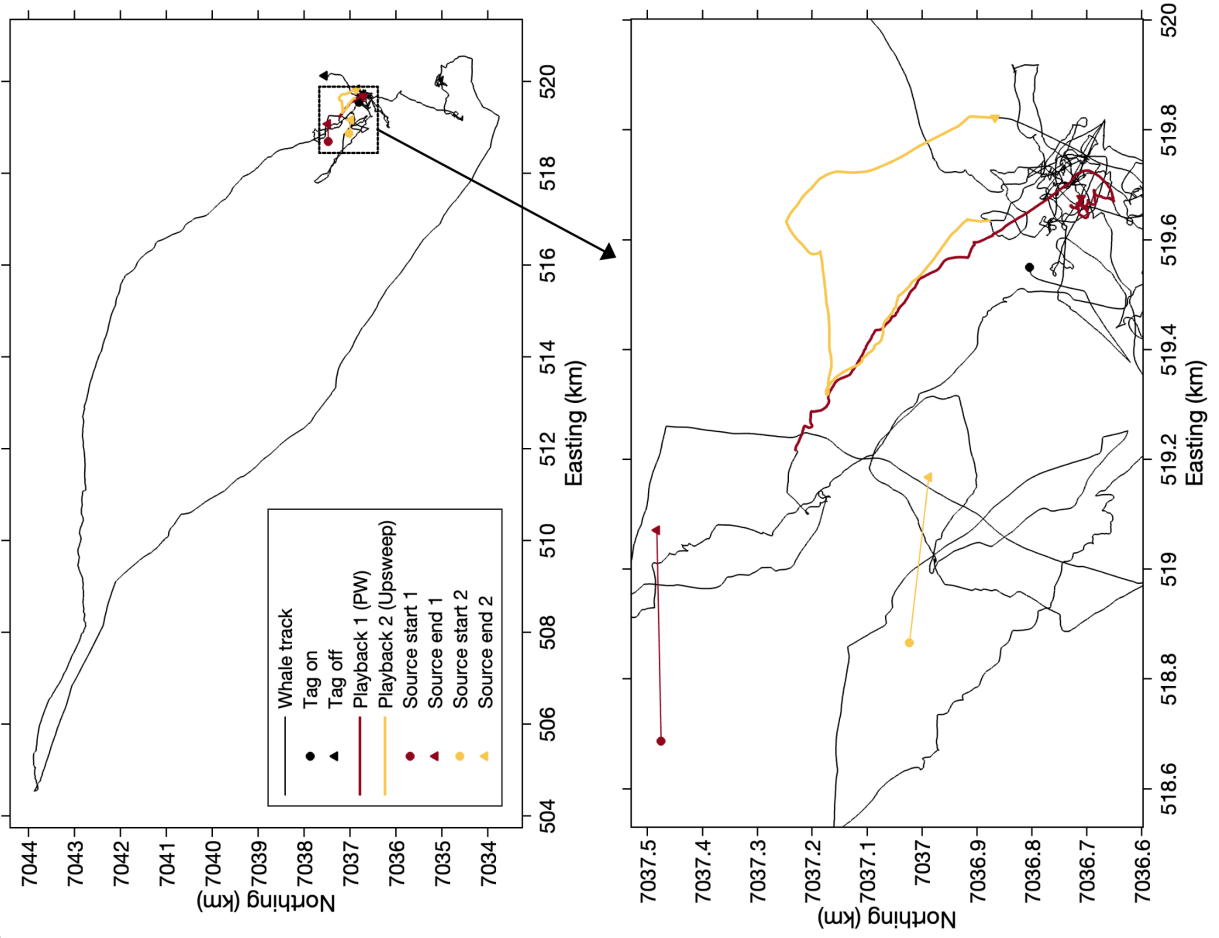 7044
7043
7042
7041
7040
7039
7038
7037
7036
7035
7034
Northing (km)
504
506
508
510
512
514
516
518
520
Easting (km)
Whale track
Tag on
Tag off
Playback 1 (PW)
Playback 2 (Upsweep)
Source start 1
Source end 1
Source start 2
Source end 2
7037.5
7037.4
7037.3
7037.2
7037.1
7037
7036.9
7036.8
7036.7
7036.6
Northing (km)
518.6
518.8
519
519.2
519.4
519.6
519.8
520
Easting (km)